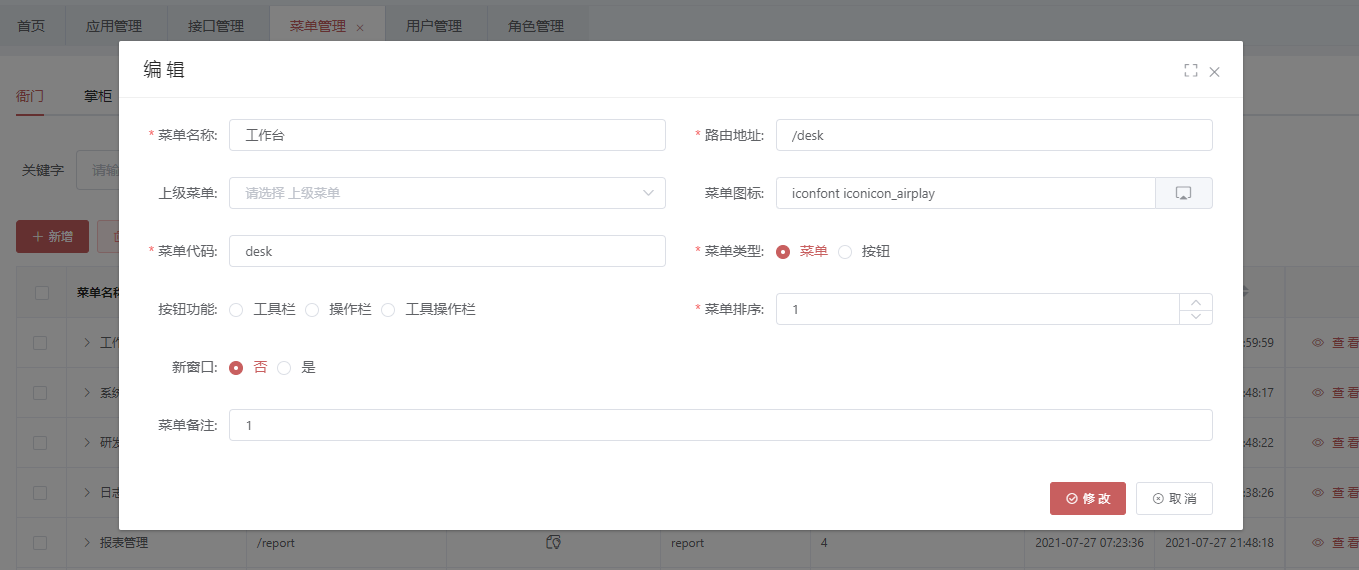 首页 应用管理 接口管理 菜单管理 × 用户管理 角色管理
编 辑
衙门 掌柜
* 菜单名称: 工作台 * 路由地址: /desk
关键字 请输
上级菜单: 请选择 上级菜单 菜单图标: iconfont iconicon_airplay
+ 新增
* 菜单代码: desk * 菜单类型: 菜单 按钮
菜单名称
按钮功能: 工具栏 操作栏 工具操作栏 * 菜单排序: 1
工作 :59:59 查 看
新窗口: 否 是
系统 :48:17 查 看
菜单备注: 1
研发 :48:22 查 看
日志 :38:26 查 看
修 改 取 消
报表管理 /report report 4 2021-07-27 07:23:36 2021-07-27 21:48:18 查 看